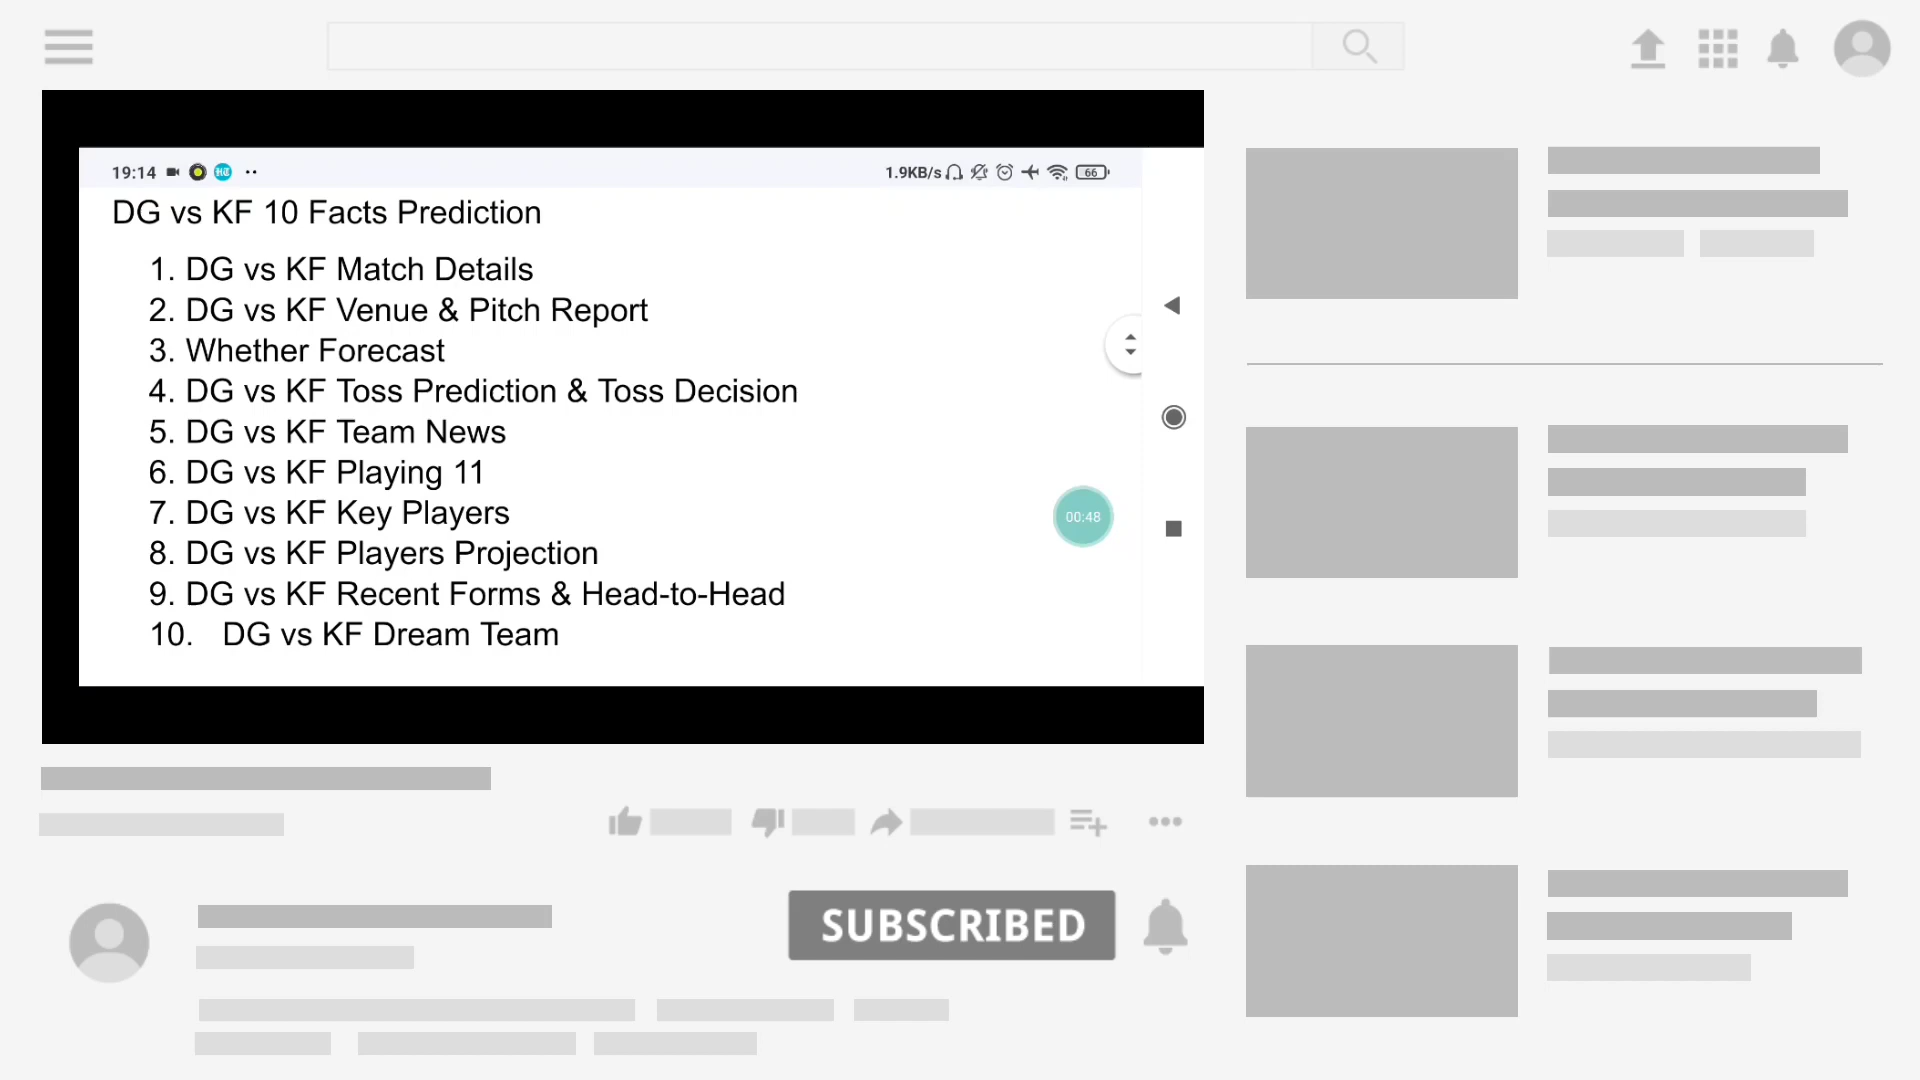 19:14
1.9KB/s
66
DG vs KF 10 Facts Prediction
1. DG vs KF Match Details
2. DG vs KF Venue & Pitch Report
3. Whether Forecast
4. DG vs KF Toss Prediction & Toss Decision
5. DG vs KF Team News
6. DG vs KF Playing 11
7. DG vs KF Key Players
00:48
8. DG vs KF Players Projection
9. DG vs KF Recent Forms & Head-to-Head
10. DG vs KF Dream Team
SUBSCRIBED